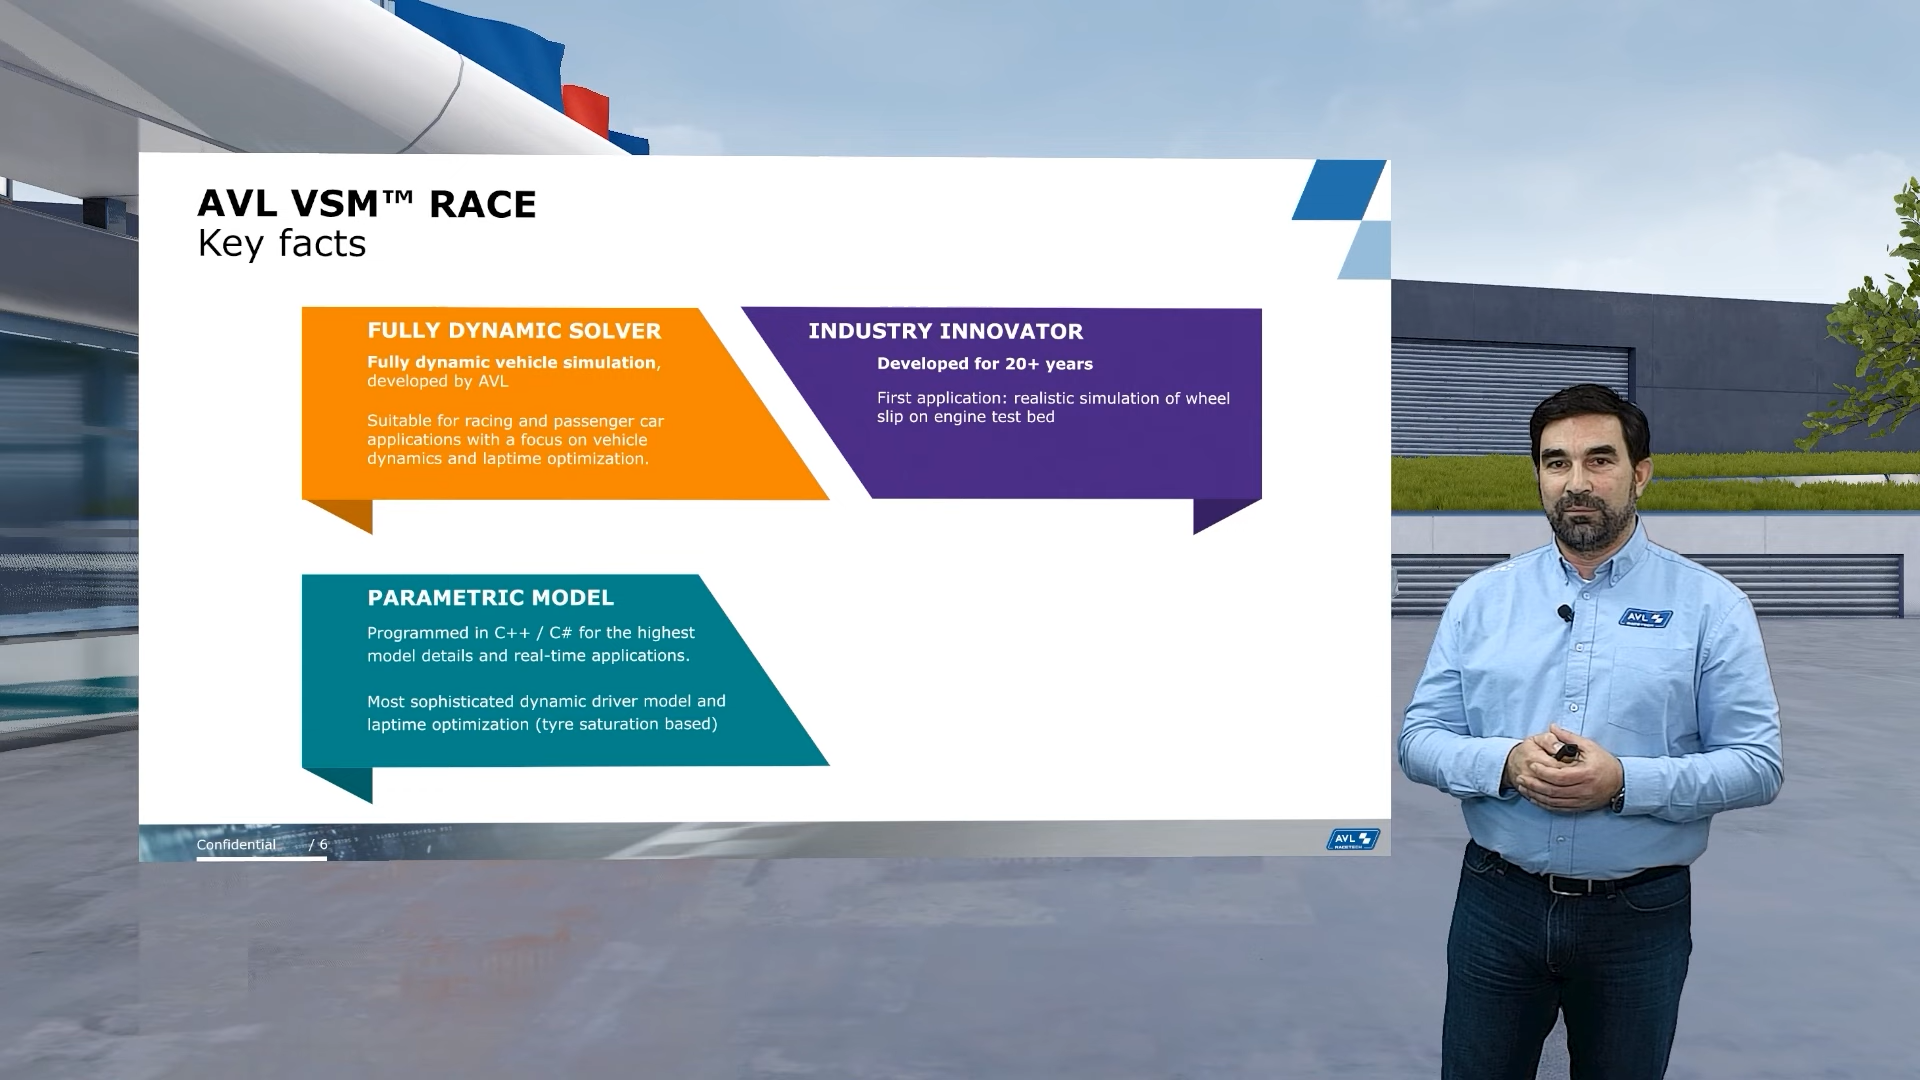 AVL VSM™ RACE
Key facts
FULLY DYNAMIC SOLVER
Fully dynamic vehicle simulation,
developed by AVL
Suitable for racing and passenger car
applications with a focus on vehicle
dynamics and laptime optimization.
INDUSTRY INNOVATOR
Developed for 20+ years
First application: realistic simulation of wheel
slip on engine test bed
PARAMETRIC MODEL
Programmed in C++ / C# for the highest
model details and real-time applications.
Most sophisticated dynamic driver model and
laptime optimization (tyre saturation based)
Confidential / 6
AVL
RACETECH
AVL
RACETECH